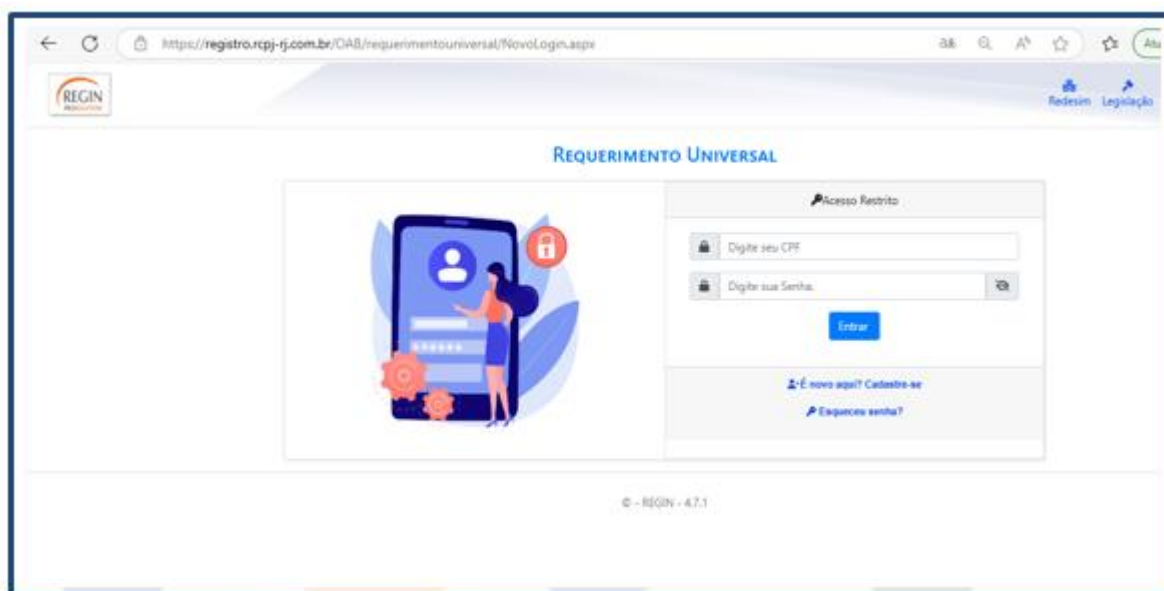 https://registro.rcpj-rj.com.br/OAB/requerimentouniversal/NovoLogin.aspx
REGIN
Redesim Legislação
Requerimento Universal
Acesso Restrito
Digite seu CPF
Digite sua Senha.
Entrar
É novo aqui? Cadastre-se
Esqueceu senha?
© - REGIN - 4.7.1